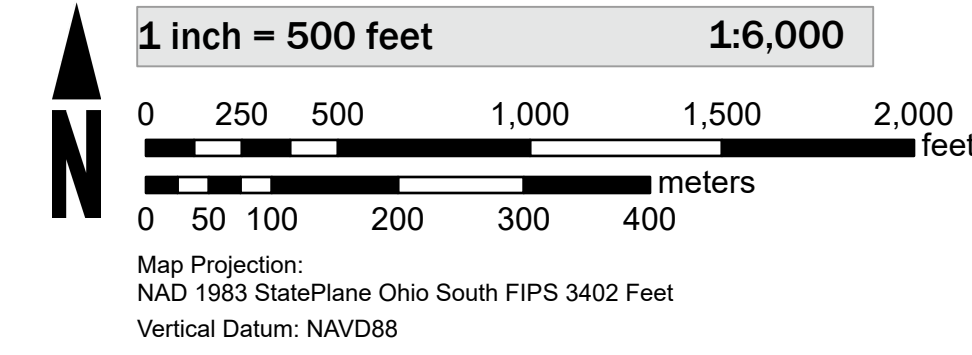 1 inch = 500 feet 1:6,000
0 250 500 1,000 1,500 2,000
feet
meters
0 50 100 200 300 400
N
Map Projection:
NAD 1983 StatePlane Ohio South FIPS 3402 Feet
Vertical Datum: NAVD88